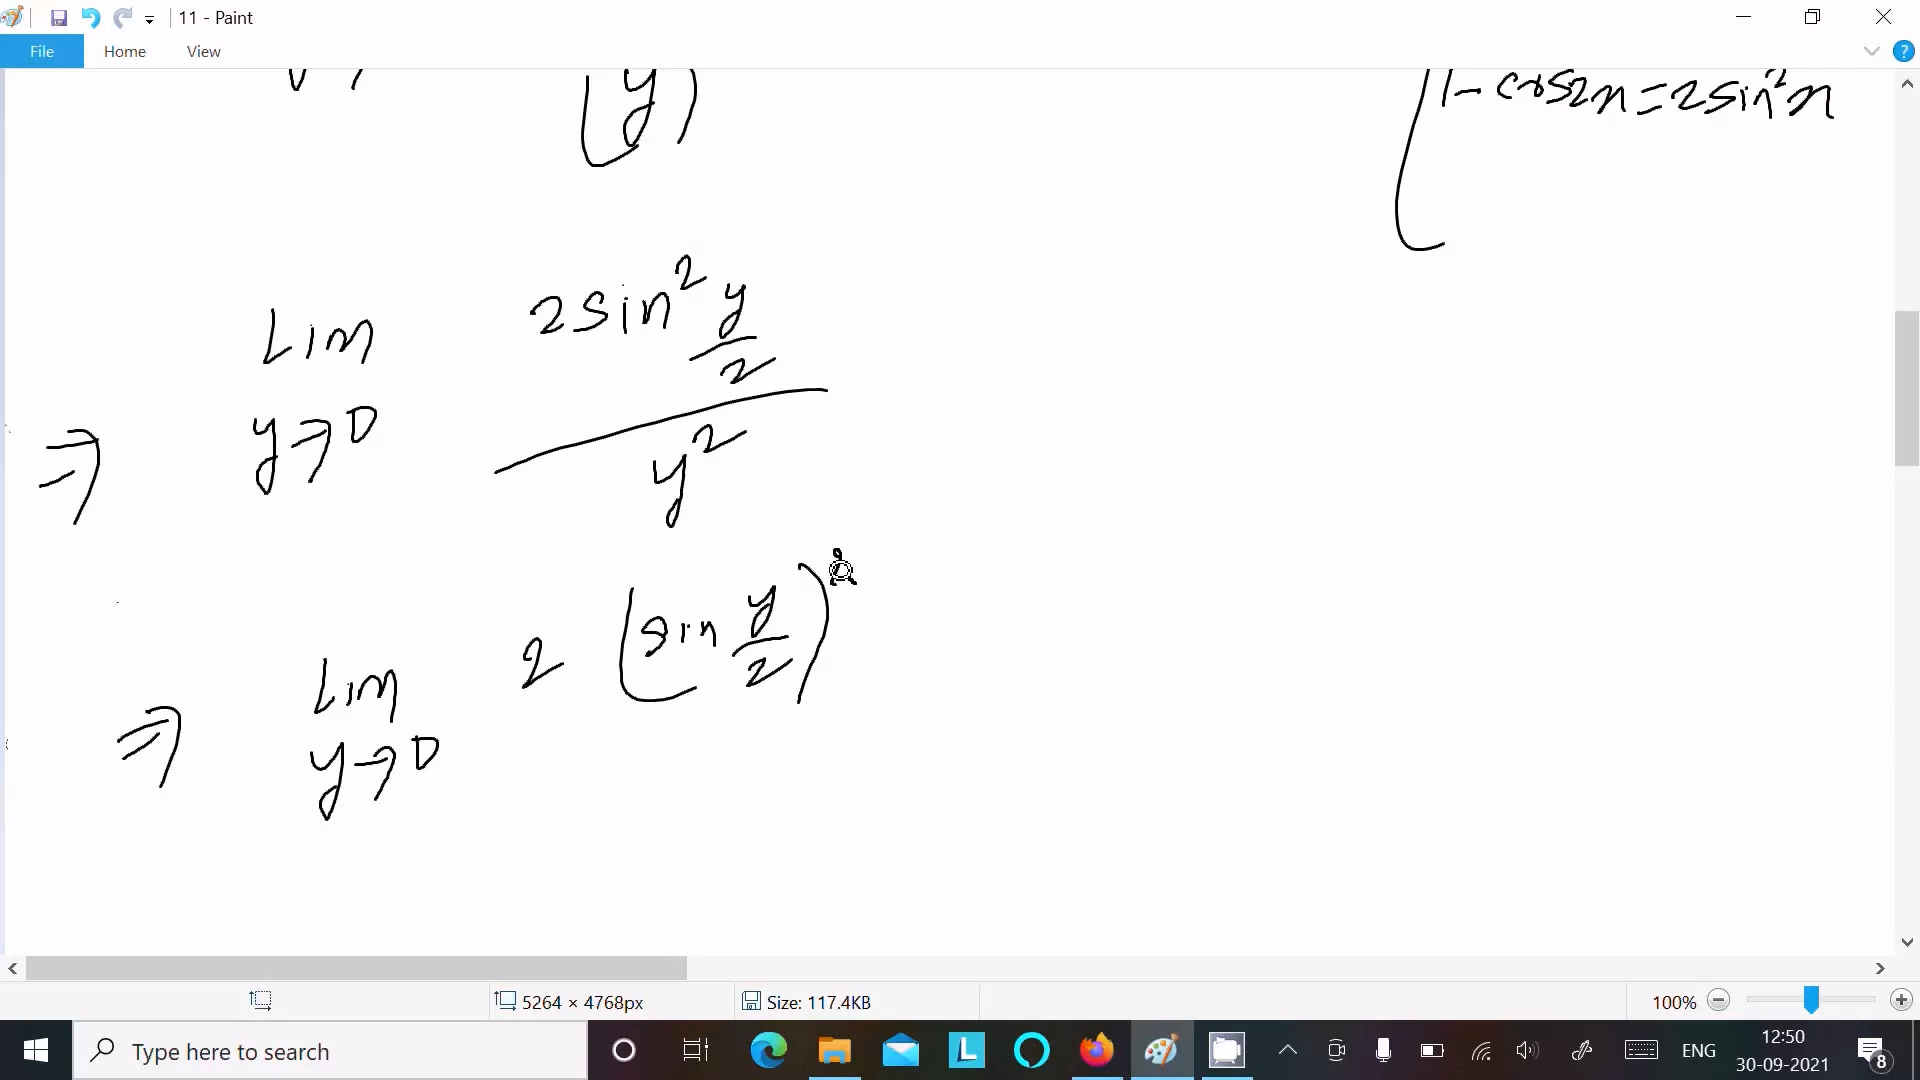 11 - Paint
File Home View
y
1 - cos2x = 2sin²x
Lim 2sin² y/2
y→0 y²
⇒
Lim 2 (sin y/2)²
⇒ y→0
5264 × 4768px Size: 117.4KB 100%
Type here to search
L
ENG
12:50
30-09-2021
8